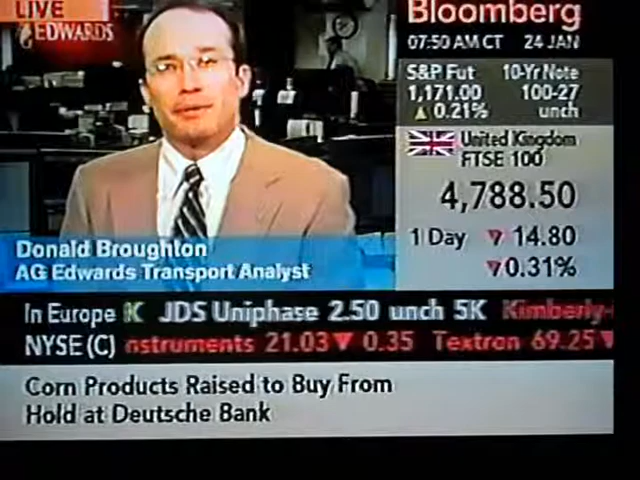 LIVE
EDWARDS
Bloomberg
07:50 AM CT 24 JAN
S&P Fut 10-Yr Note
1,171.00 100-27
0.21% unch
United Kingdom
FTSE 100
4,788.50
1 Day 14.80
0.31%
Donald Broughton
AG Edwards Transport Analyst
In Europe K JDS Uniphase 2.50 unch 5K Kimberly-
NYSE(C) nstruments 21.03 0.35 Textron 69.25
Corn Products Raised to Buy From
Hold at Deutsche Bank